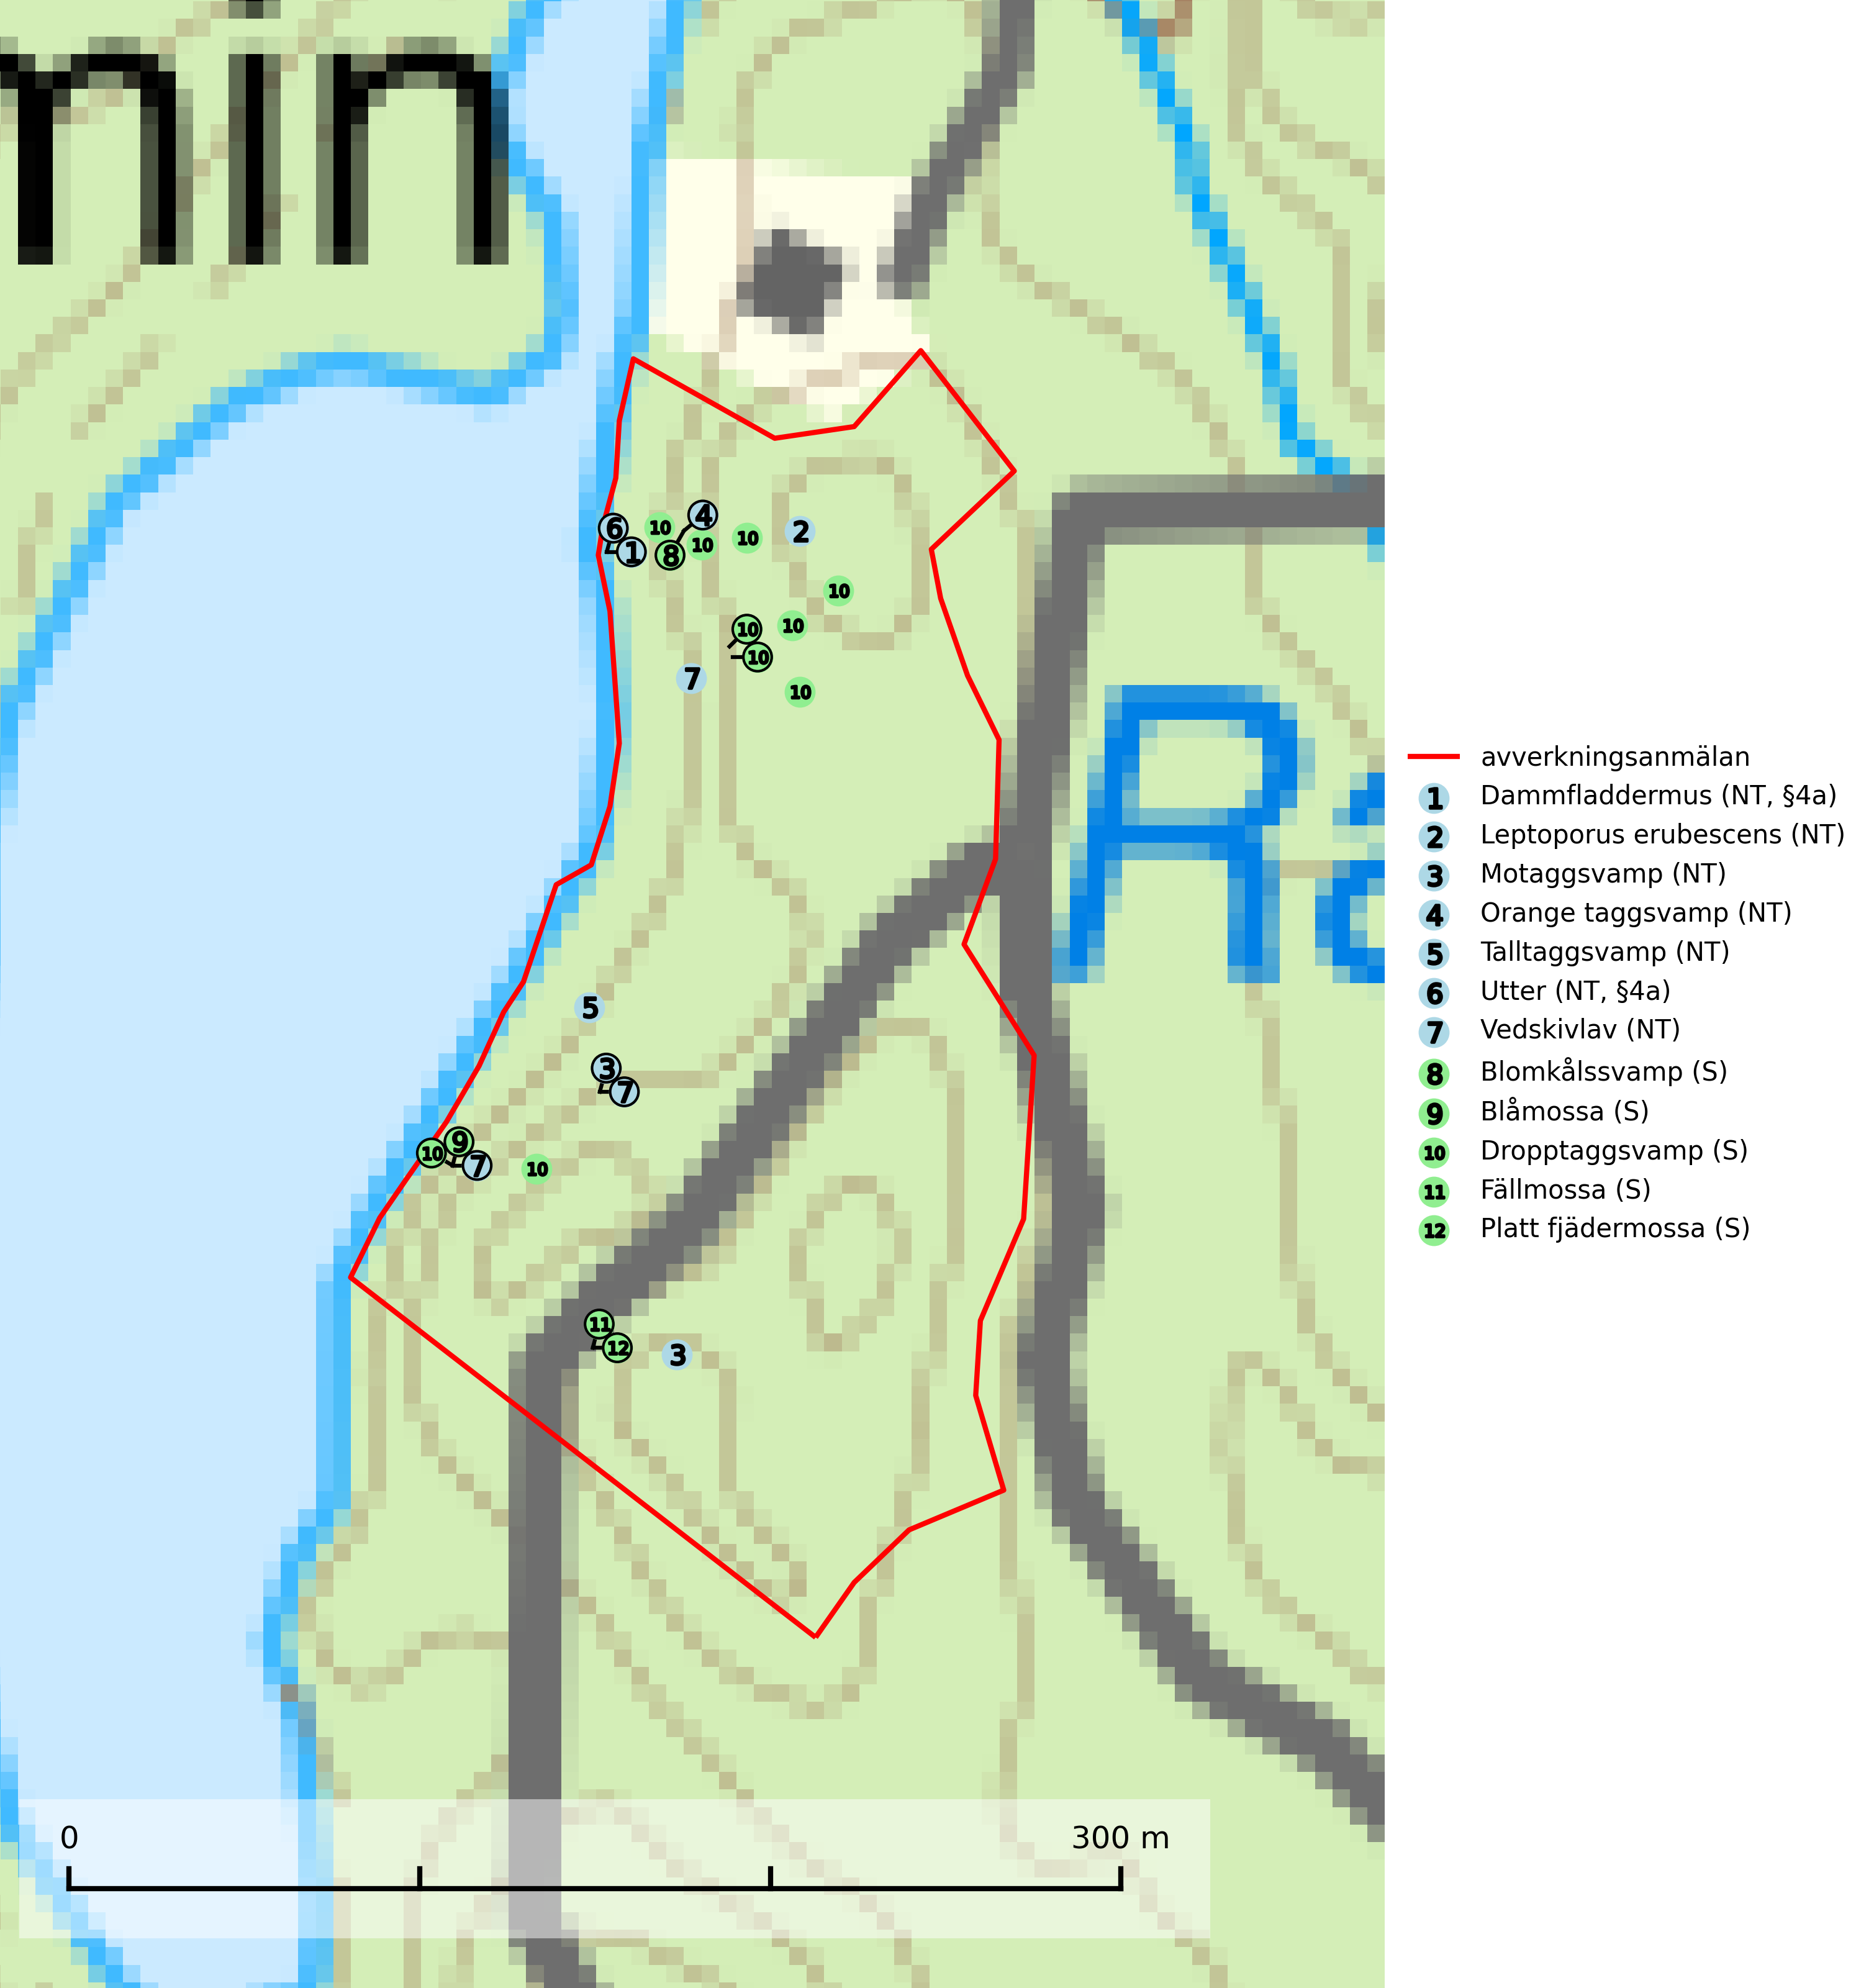 min
6
1
10
4
8
10
10
2
10
10
10
10
7
10
R
5
3
7
10
9
7
10
11
12
3
0 300 m
avverkningsanmälan
1 Dammfladdermus (NT, §4a)
2 Leptoporus erubescens (NT)
3 Motaggsvamp (NT)
4 Orange taggsvamp (NT)
5 Talltaggsvamp (NT)
6 Utter (NT, §4a)
7 Vedskivlav (NT)
8 Blomkålssvamp (S)
9 Blåmossa (S)
10 Dropptaggsvamp (S)
11 Fällmossa (S)
12 Platt fjädermossa (S)